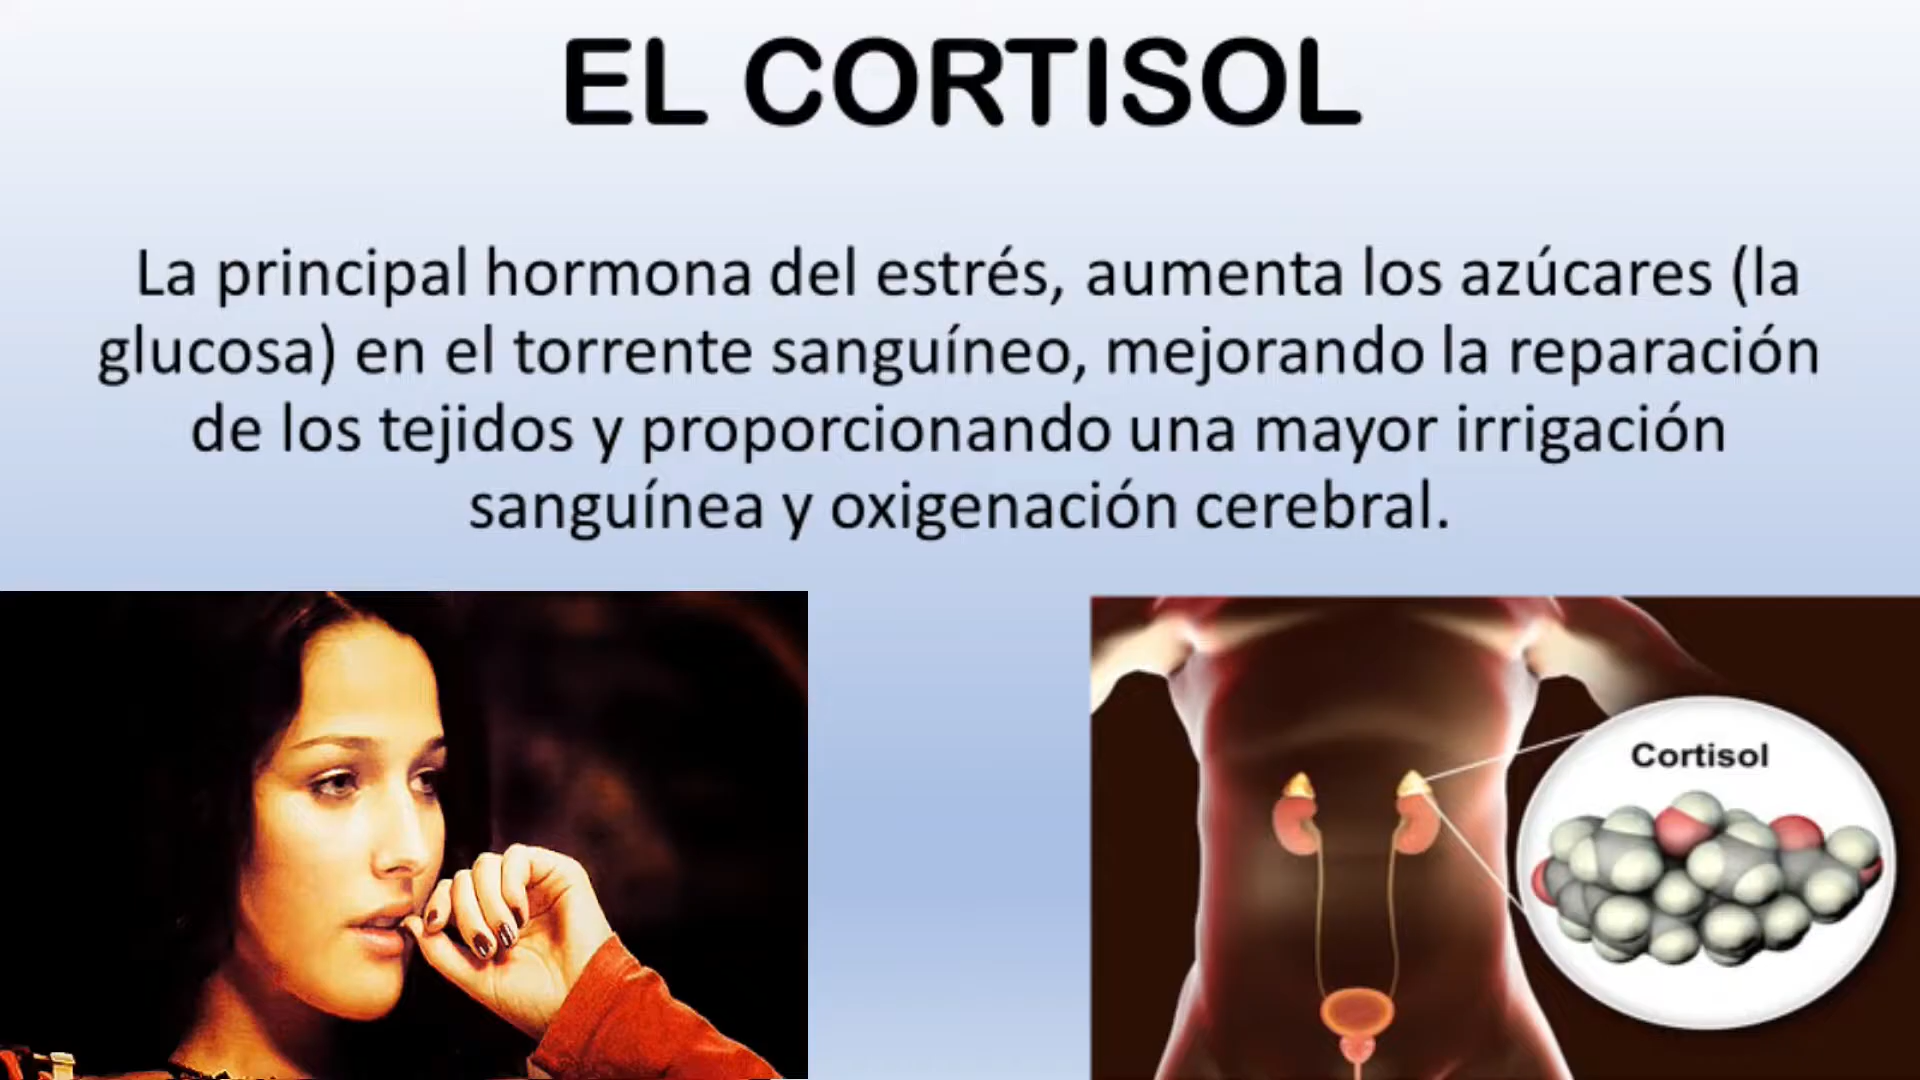 EL CORTISOL
La principal hormona del estrés, aumenta los azúcares (la
glucosa) en el torrente sanguíneo, mejorando la reparación
de los tejidos y proporcionando una mayor irrigación
sanguínea y oxigenación cerebral.
Cortisol